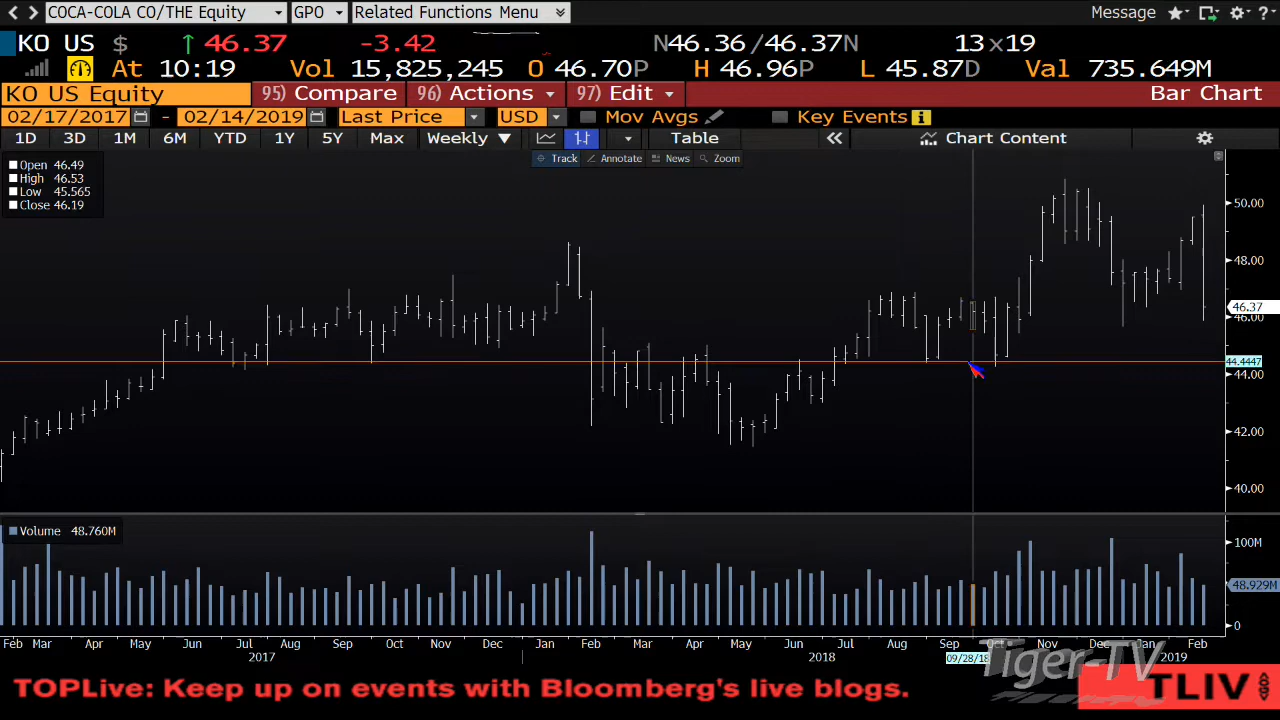 COCA-COLA CO/THE Equity GPO Related Functions Menu Message ?
KO US $ 46.37 -3.42 N46.36/46.37N 13x19
At 10:19 Vol 15,825,245 O 46.70P H 46.96P L 45.87D Val 735.649M
KO US Equity 95) Compare 96) Actions 97) Edit Bar Chart
02/17/2017 - 02/14/2019 Last Price USD Mov Avgs Key Events i
1D 3D 1M 6M YTD 1Y 5Y Max Weekly Table Chart Content
Track Annotate News Zoom
Open 46.49
High 46.53
Low 45.565
Close 46.19
50.00
48.00
46.37
46.00
44.4447
44.00
42.00
40.00
Volume 48.760M
100M
48.929M
0
Feb Mar Apr May Jun Jul Aug Sep Oct Nov Dec Jan Feb Mar Apr May Jun Jul Aug Sep Oct Nov Dec Jan Feb
2017 2018 09/28/18 2019
Tiger-TV
TOPLive: Keep up on events with Bloomberg's live blogs. TLIV